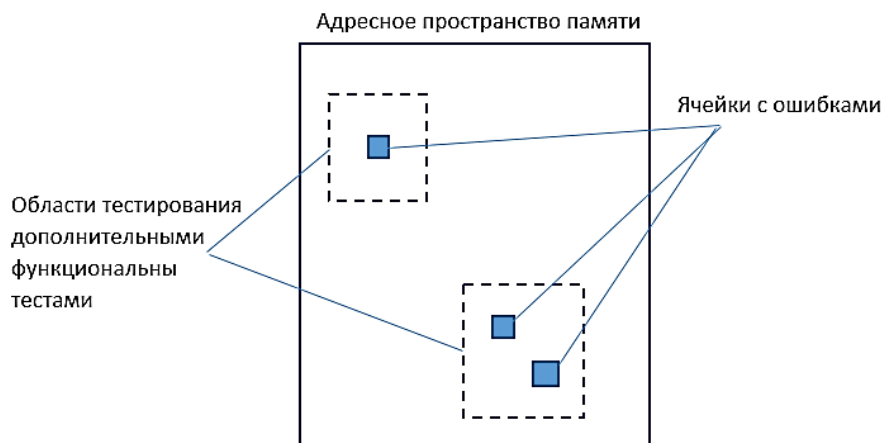 Адресное пространство памяти
Ячейки с ошибками
Области тестирования
дополнительными
функциональны
тестами